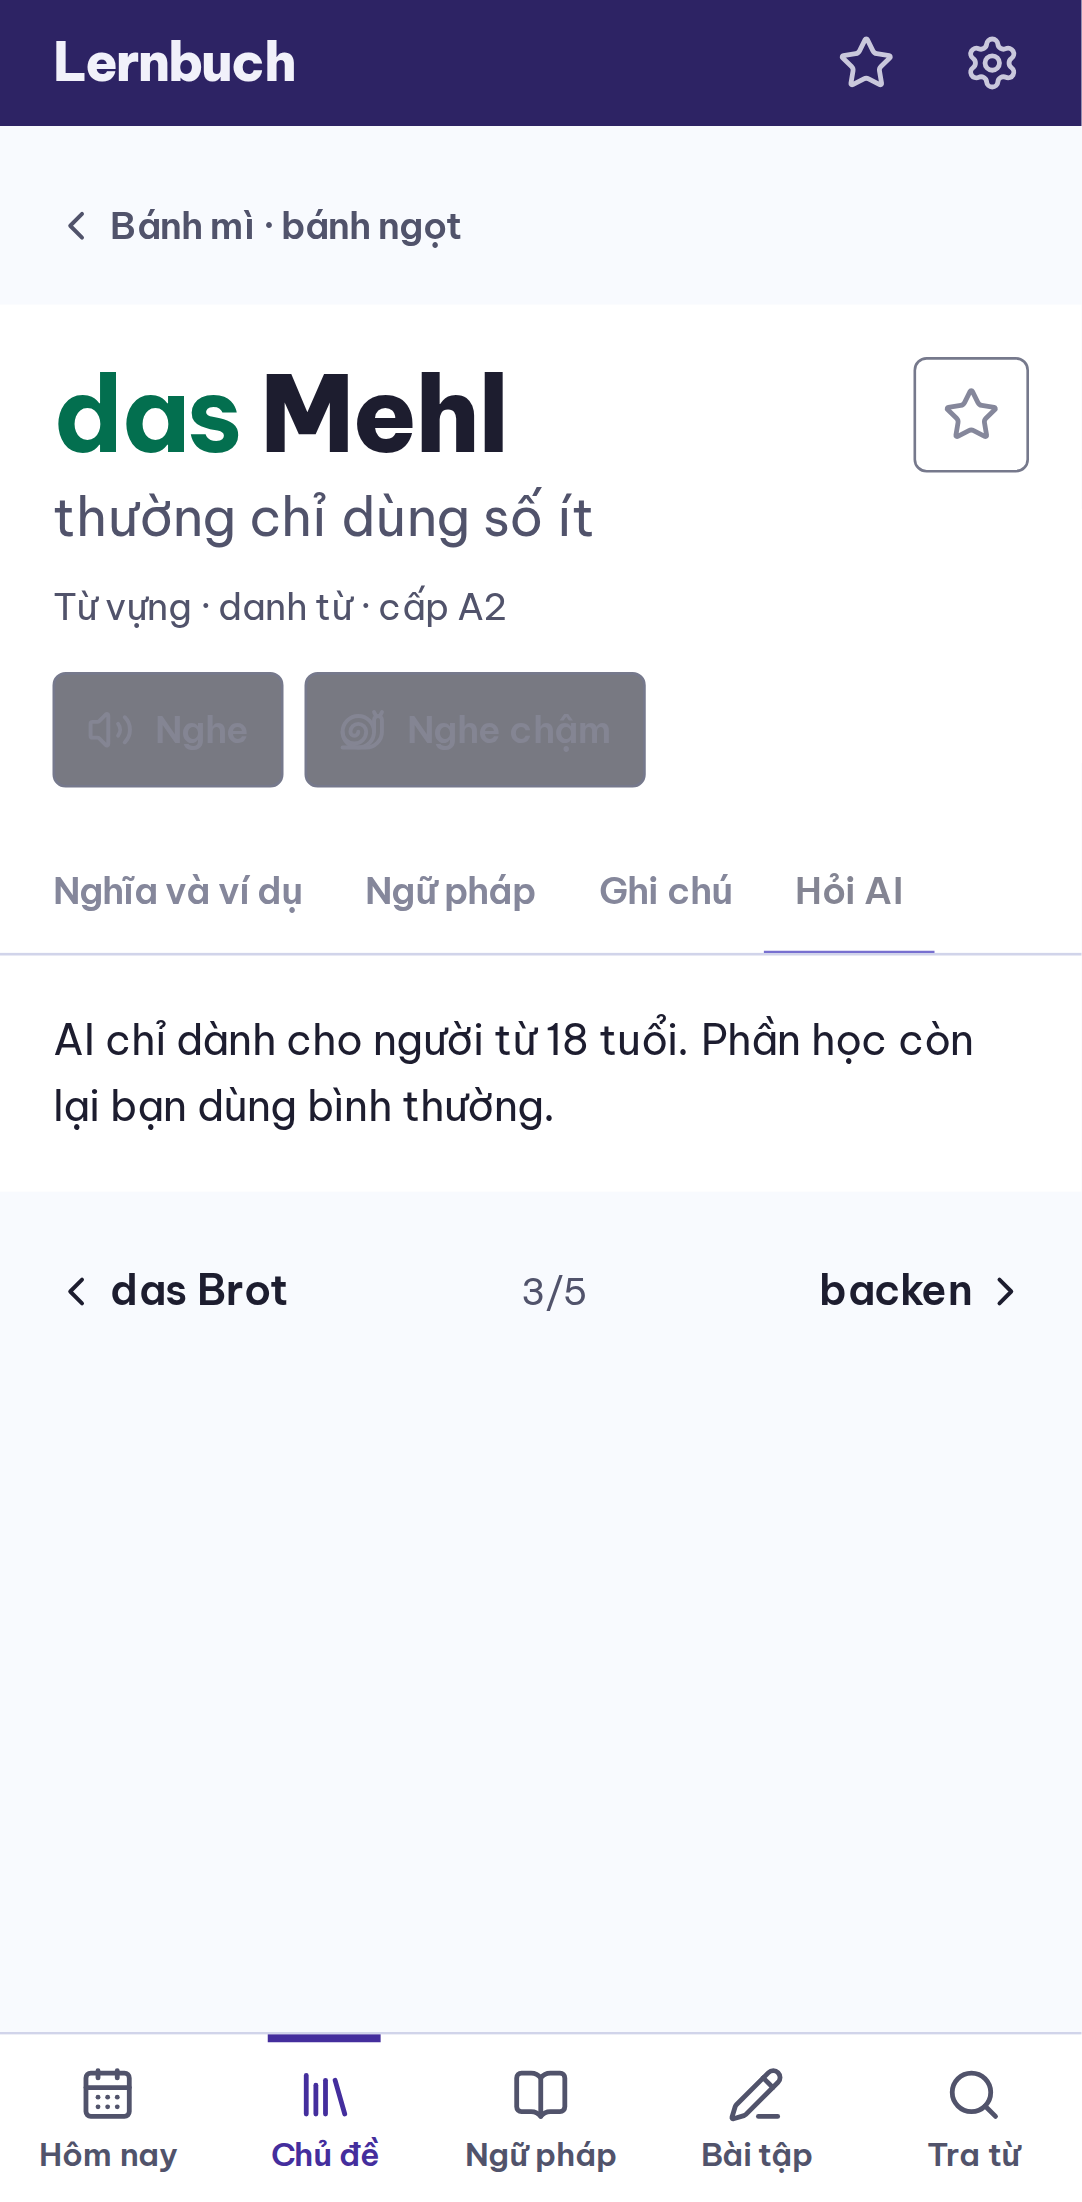 Lernbuch
Bánh mì · bánh ngọt
das Mehl
thường chỉ dùng số ít
Từ vựng · danh từ · cấp A2
Nghe
Nghe chậm
Nghĩa và ví dụ
Ngữ pháp
Ghi chú
Hỏi AI
AI chỉ dành cho người từ 18 tuổi. Phần học còn
lại bạn dùng bình thường.
das Brot
3/5
backen
Hôm nay
Chủ đề
Ngữ pháp
Bài tập
Tra từ